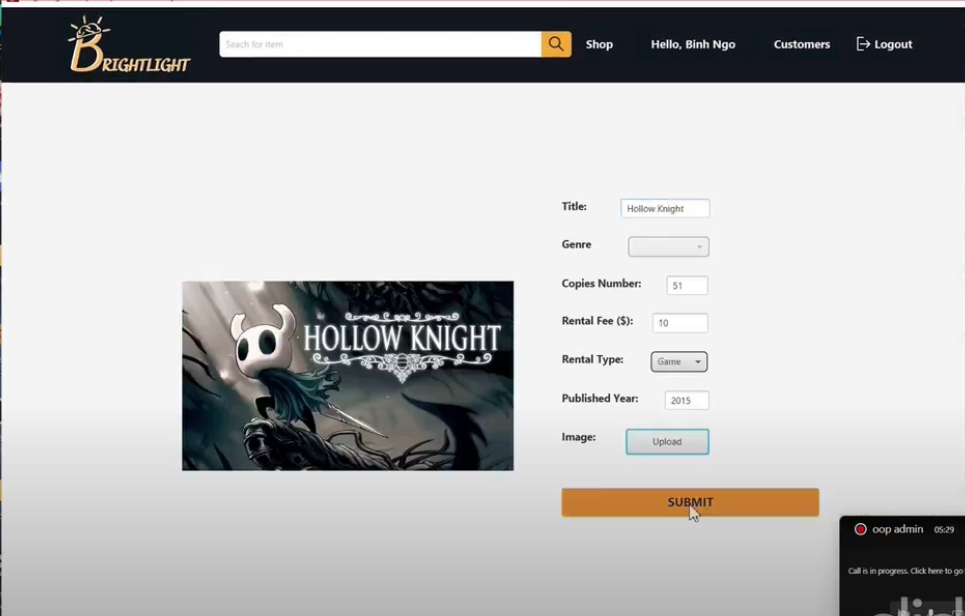 BRIGHTLIGHT
Seach for item
Shop
Hello, Binh Ngo
Customers
Logout
Title:
Hollow Knight
Genre
Copies Number:
51
Rental Fee ($):
10
Rental Type:
Game
Published Year:
2015
Image:
Upload
HOLLOW KNIGHT
SUBMIT
oop admin 05:29
Call is in progress. Click here to go